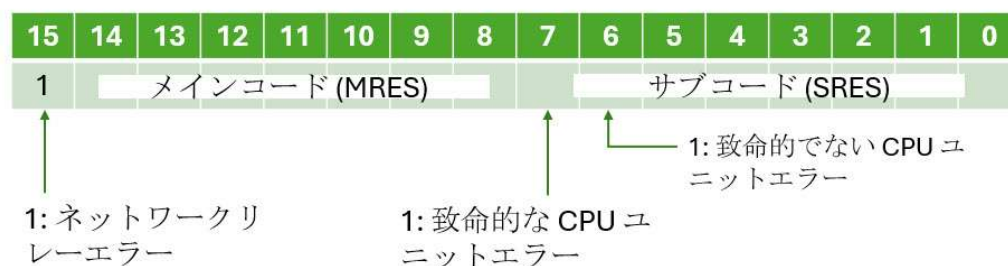 15 14 13 12 11 10 9 8 7 6 5 4 3 2 1 0
1 メインコード (MRES) サブコード (SRES)
1: 致命的でない CPU ユ
ニットエラー
1: ネットワークリ
レーエラー
1: 致命的な CPU ユ
ニットエラー